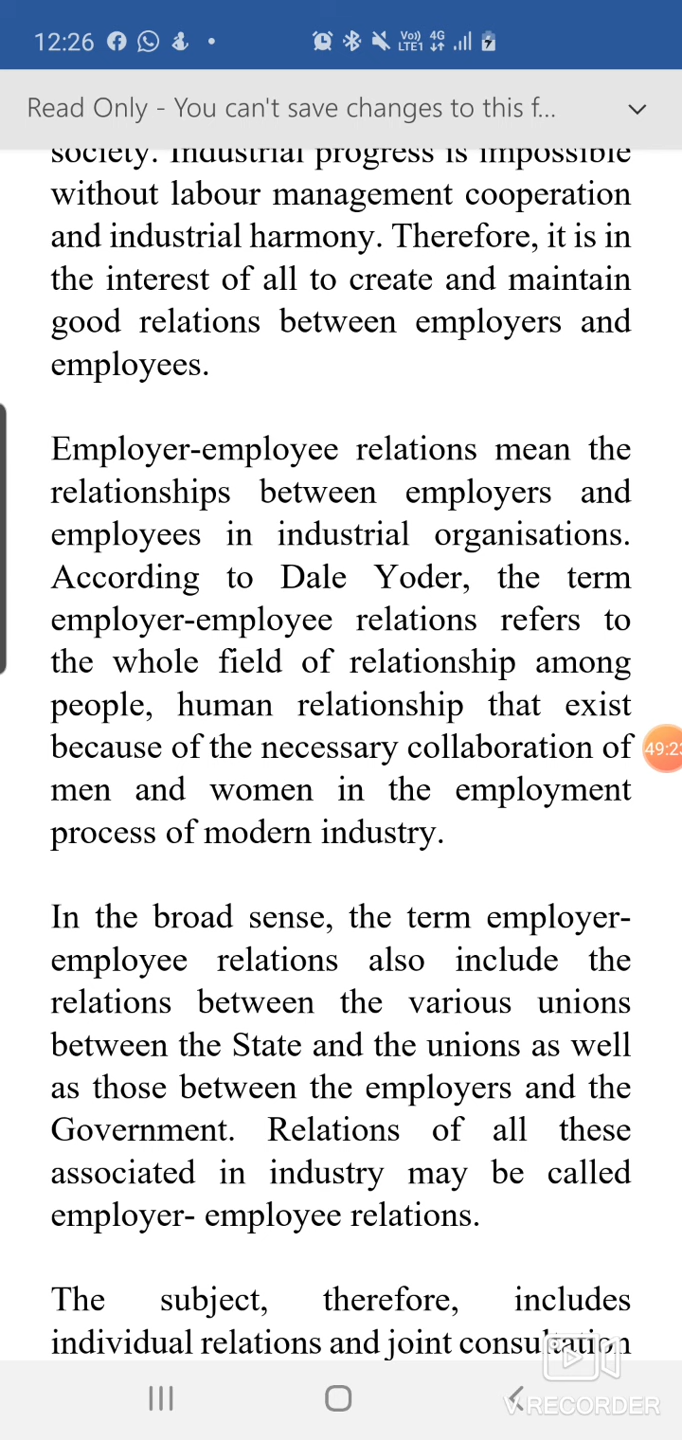 12:26
Vo)) 4G
LTE1
Read Only - You can't save changes to this f...
society. Industrial progress is impossible
without labour management cooperation
and industrial harmony. Therefore, it is in
the interest of all to create and maintain
good relations between employers and
employees.
Employer-employee relations mean the
relationships between employers and
employees in industrial organisations.
According to Dale Yoder, the term
employer-employee relations refers to
the whole field of relationship among
people, human relationship that exist
because of the necessary collaboration of
49:23
men and women in the employment
process of modern industry.
In the broad sense, the term employer-
employee relations also include the
relations between the various unions
between the State and the unions as well
as those between the employers and the
Government. Relations of all these
associated in industry may be called
employer- employee relations.
The subject, therefore, includes
individual relations and joint consultation
V RECORDER